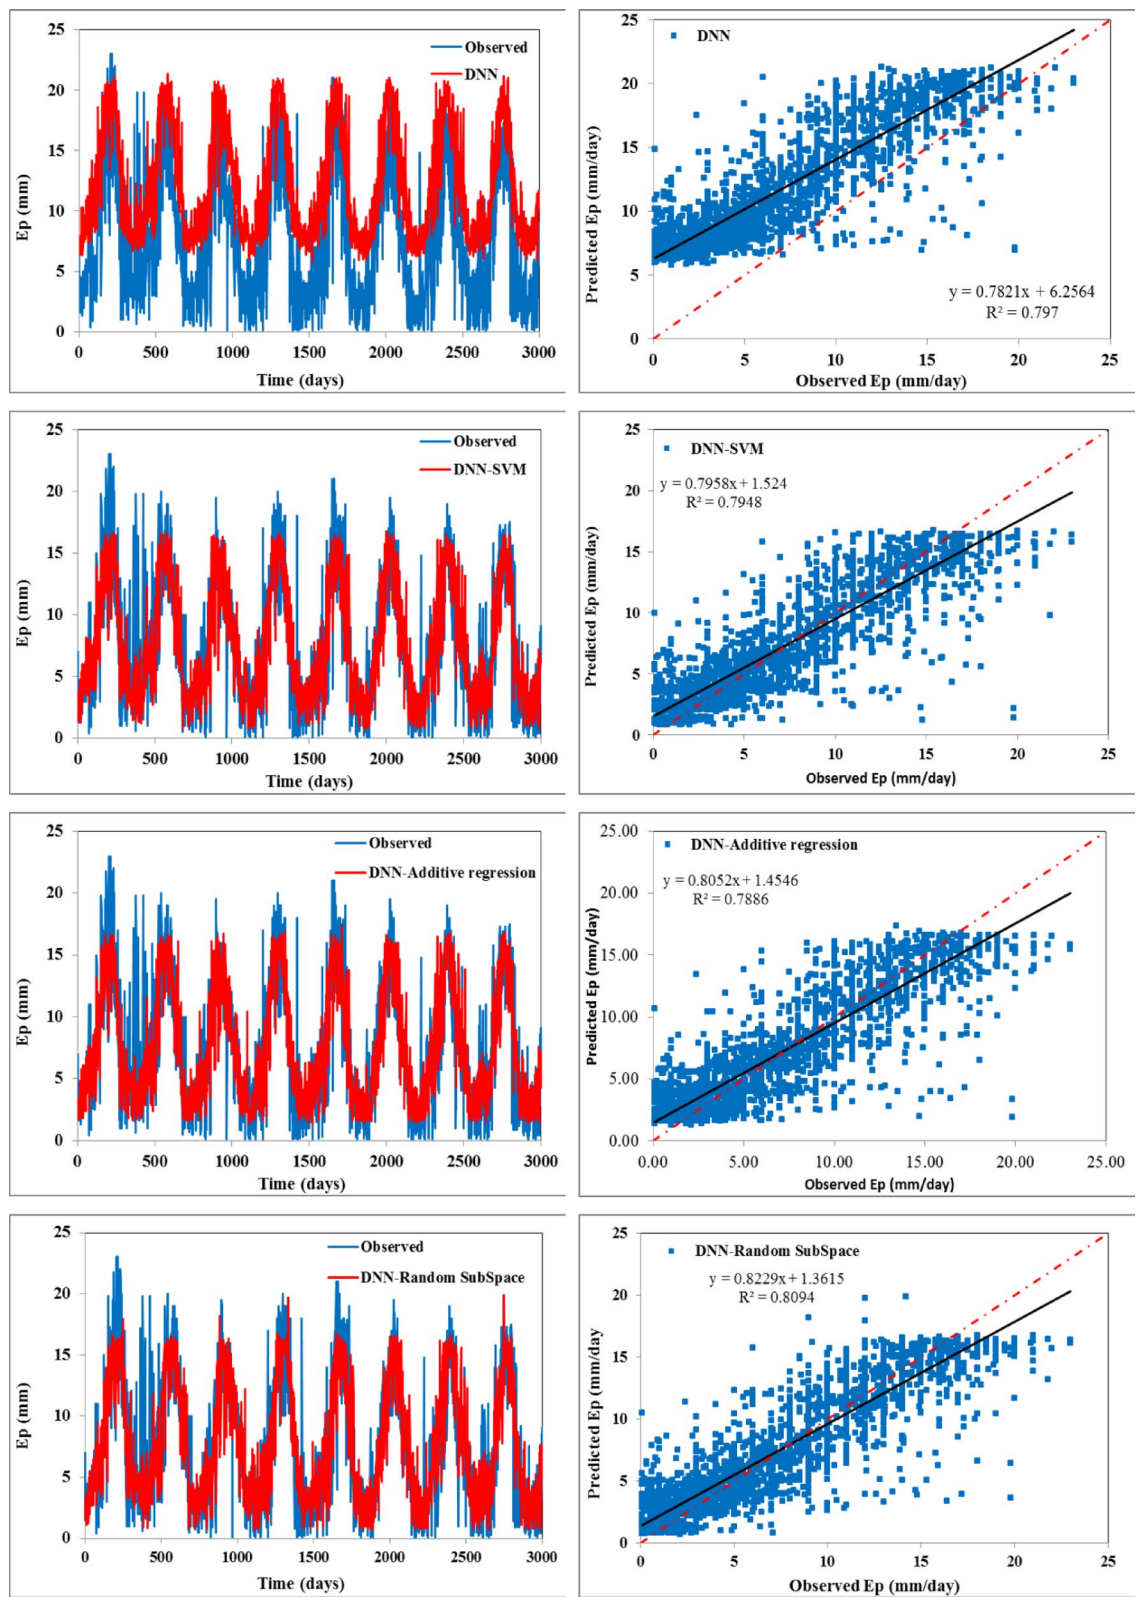 25
20
15
10
5
0
Ep (mm)
Observed
DNN
0 500 1000 1500 2000 2500 3000
Time (days)
25
20
15
10
5
0
Predicted Ep (mm/day)
DNN
y = 0.7821x + 6.2564
R² = 0.797
0 5 10 15 20 25
Observed Ep (mm/day)
25
20
15
10
5
0
Ep (mm)
Observed
DNN-SVM
0 500 1000 1500 2000 2500 3000
Time (days)
25
20
15
10
5
0
Predicted Ep (mm/day)
DNN-SVM
y = 0.7958x + 1.524
R² = 0.7948
0 5 10 15 20 25
Observed Ep (mm/day)
25
20
15
10
5
0
Ep (mm)
Observed
DNN-Additive regression
0 500 1000 1500 2000 2500 3000
Time (days)
25.00
20.00
15.00
10.00
5.00
0.00
Predicted Ep (mm/day)
DNN-Additive regression
y = 0.8052x + 1.4546
R² = 0.7886
0.00 5.00 10.00 15.00 20.00 25.00
Observed Ep (mm/day)
25
20
15
10
5
0
Ep (mm)
Observed
DNN-Random SubSpace
0 500 1000 1500 2000 2500 3000
Time (days)
25
20
15
10
5
0
Predicted Ep (mm/day
DNN-Random SubSpace
y = 0.8229x + 1.3615
R² = 0.8094
0 5 10 15 20 25
Observed Ep (mm/day)